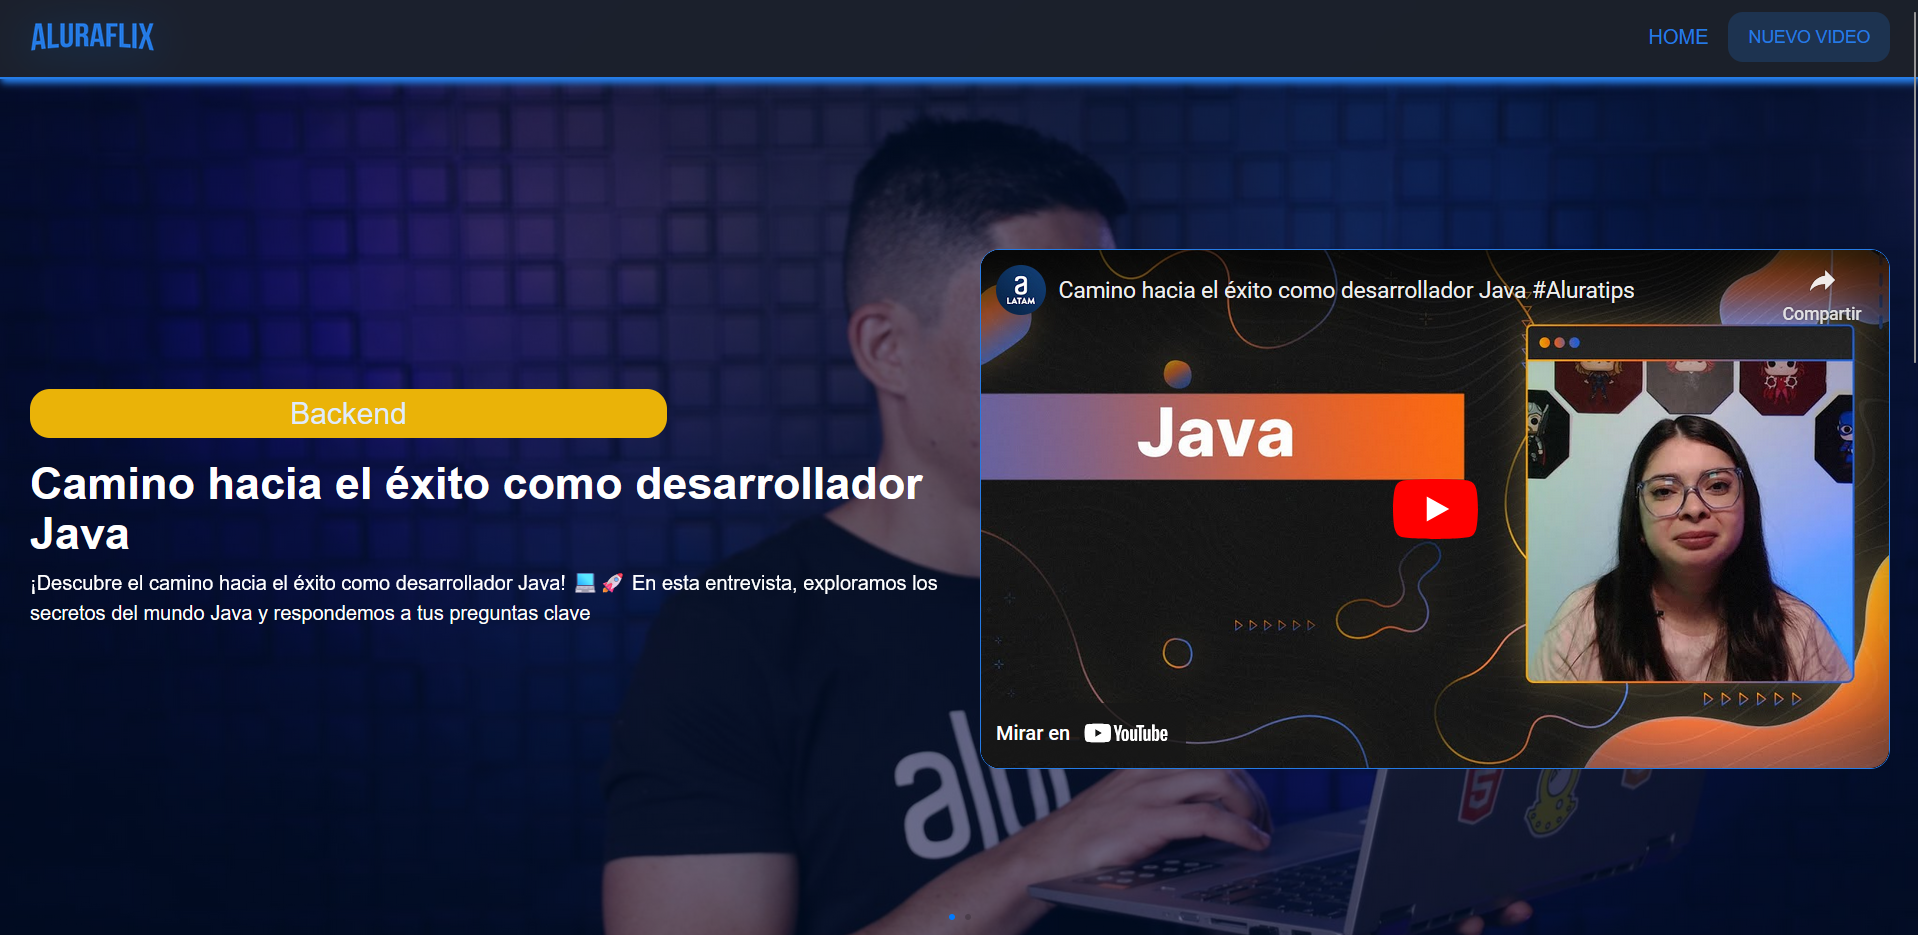 ALURAFLIX
HOME
NUEVO VIDEO
Backend
Camino hacia el éxito como desarrollador
Java
¡Descubre el camino hacia el éxito como desarrollador Java! 💻 🚀 En esta entrevista, exploramos los
secretos del mundo Java y respondemos a tus preguntas clave
a
LATAM
Camino hacia el éxito como desarrollador Java #Aluratips
Compartir
Java
Mirar en YouTube
alu
5